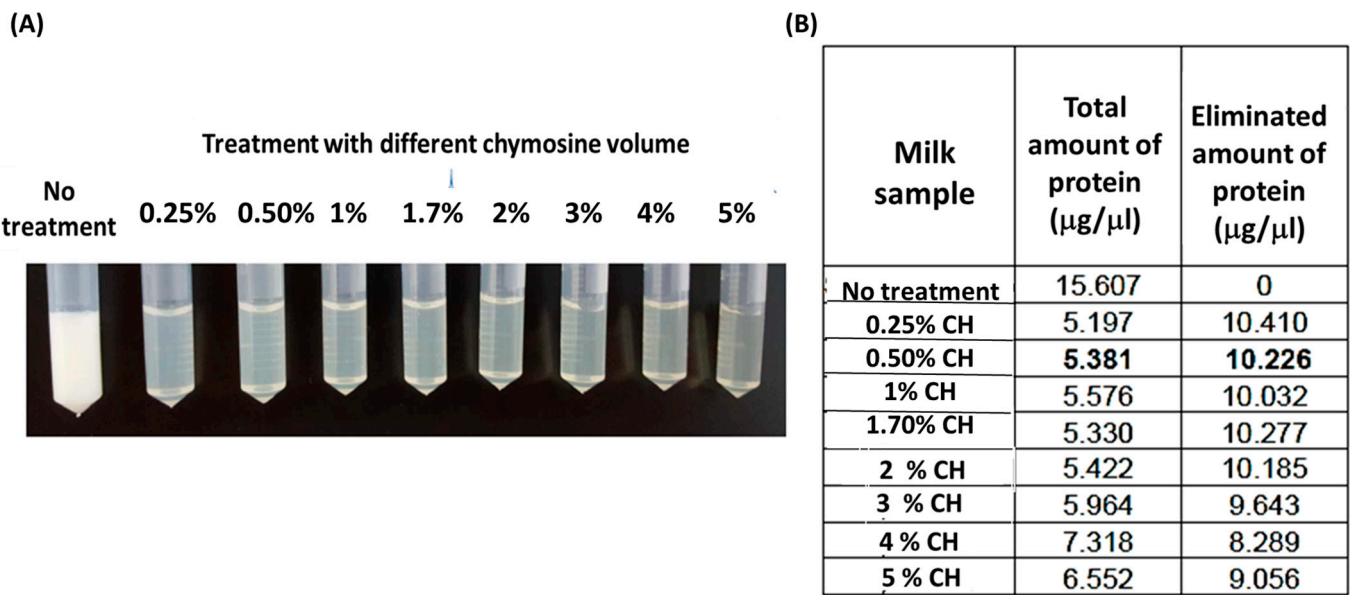 (A)
Treatment with different chymosine volume
No
treatment
0.25% 0.50% 1% 1.7% 2% 3% 4% 5%
(B)
Milk
sample
Total
amount of
protein
(μg/μl)
Eliminated
amount of
protein
(μg/μl)
No treatment 15.607 0
0.25% CH 5.197 10.410
0.50% CH 5.381 10.226
1% CH 5.576 10.032
1.70% CH 5.330 10.277
2 % CH 5.422 10.185
3 % CH 5.964 9.643
4 % CH 7.318 8.289
5 % CH 6.552 9.056